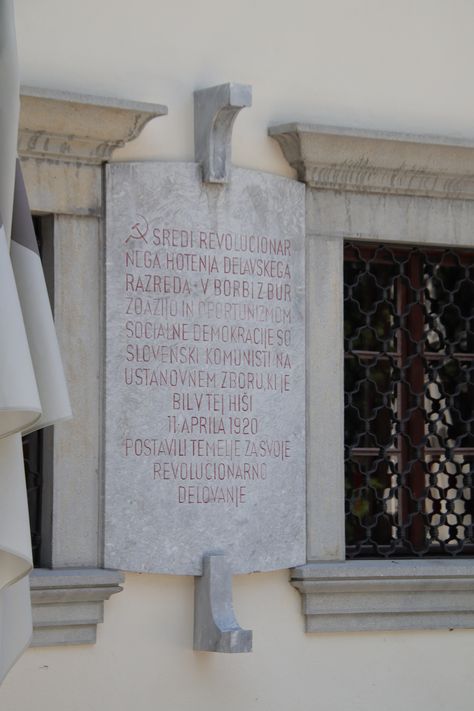 ☭ SREDI REVOLUCIONAR
NEGA HOTENJA DELAVSKEGA
RAZREDA · V BORBI Z BUR
ŽOAZIJO IN OPORTUNIZMOM
SOCIALNE DEMOKRACIJE SO
SLOVENSKI KOMUNISTI NA
USTANOVNEM ZBORU, KI JE
BIL V TEJ HIŠI
11. APRILA 1920
POSTAVILI TEMELJE ZA SVOJE
REVOLUCIONARNO
DELOVANJE